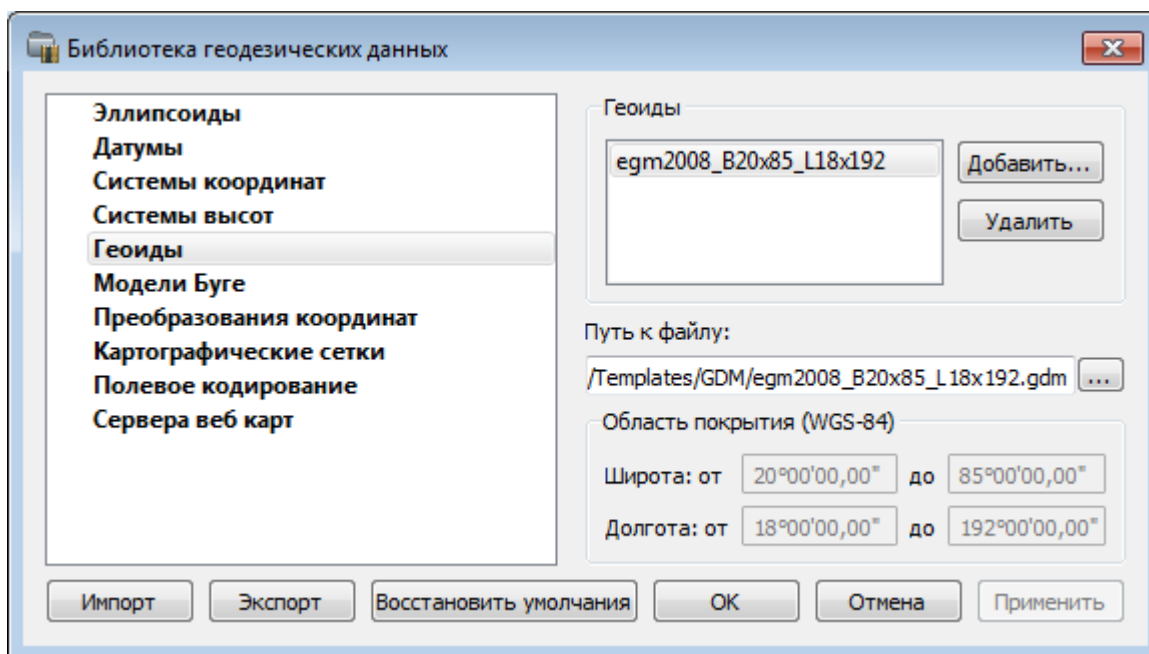 Библиотека геодезических данных
Эллипсоиды
Датумы
Системы координат
Системы высот
Геоиды
Модели Буге
Преобразования координат
Картографические сетки
Полевое кодирование
Сервера веб карт
Геоиды
egm2008_B20x85_L18x192
Добавить...
Удалить
Путь к файлу:
/Templates/GDM/egm2008_B20x85_L18x192.gdm ...
Область покрытия (WGS-84)
Широта: от 20°00'00,00" до 85°00'00,00"
Долгота: от 18°00'00,00" до 192°00'00,00"
Импорт Экспорт Восстановить умолчания OK Отмена Применить